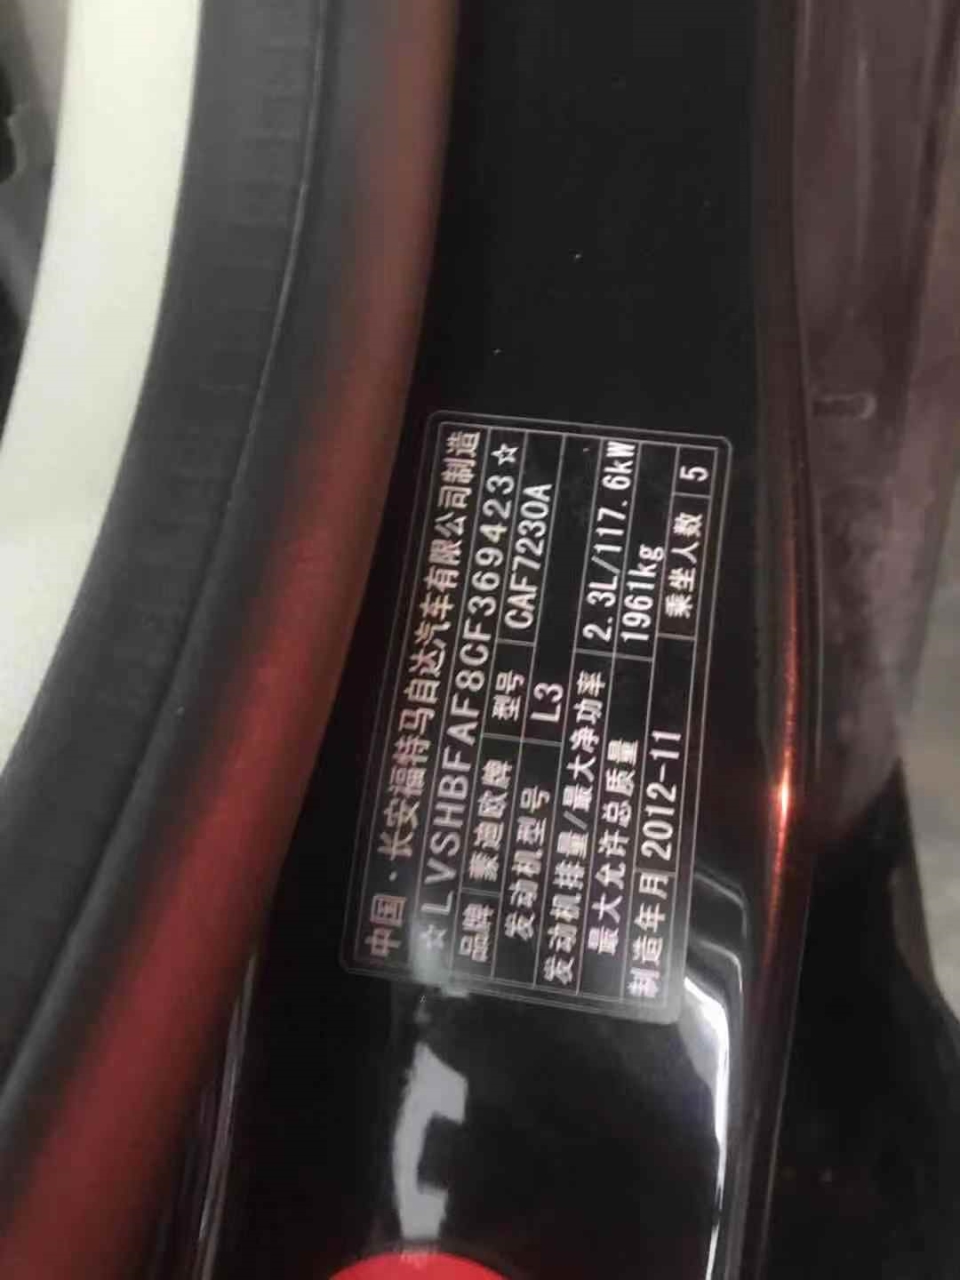 中国·长安福特马自达汽车有限公司制造
☆LVSHBFAF8CF369423☆
品牌 蒙迪欧牌 型号 CAF7230A
发动机型号 L3
发动机排量/最大净功率 2.3L/117.6kW
最大允许总质量 1961kg
制造年月 2012-11 乘坐人数 5